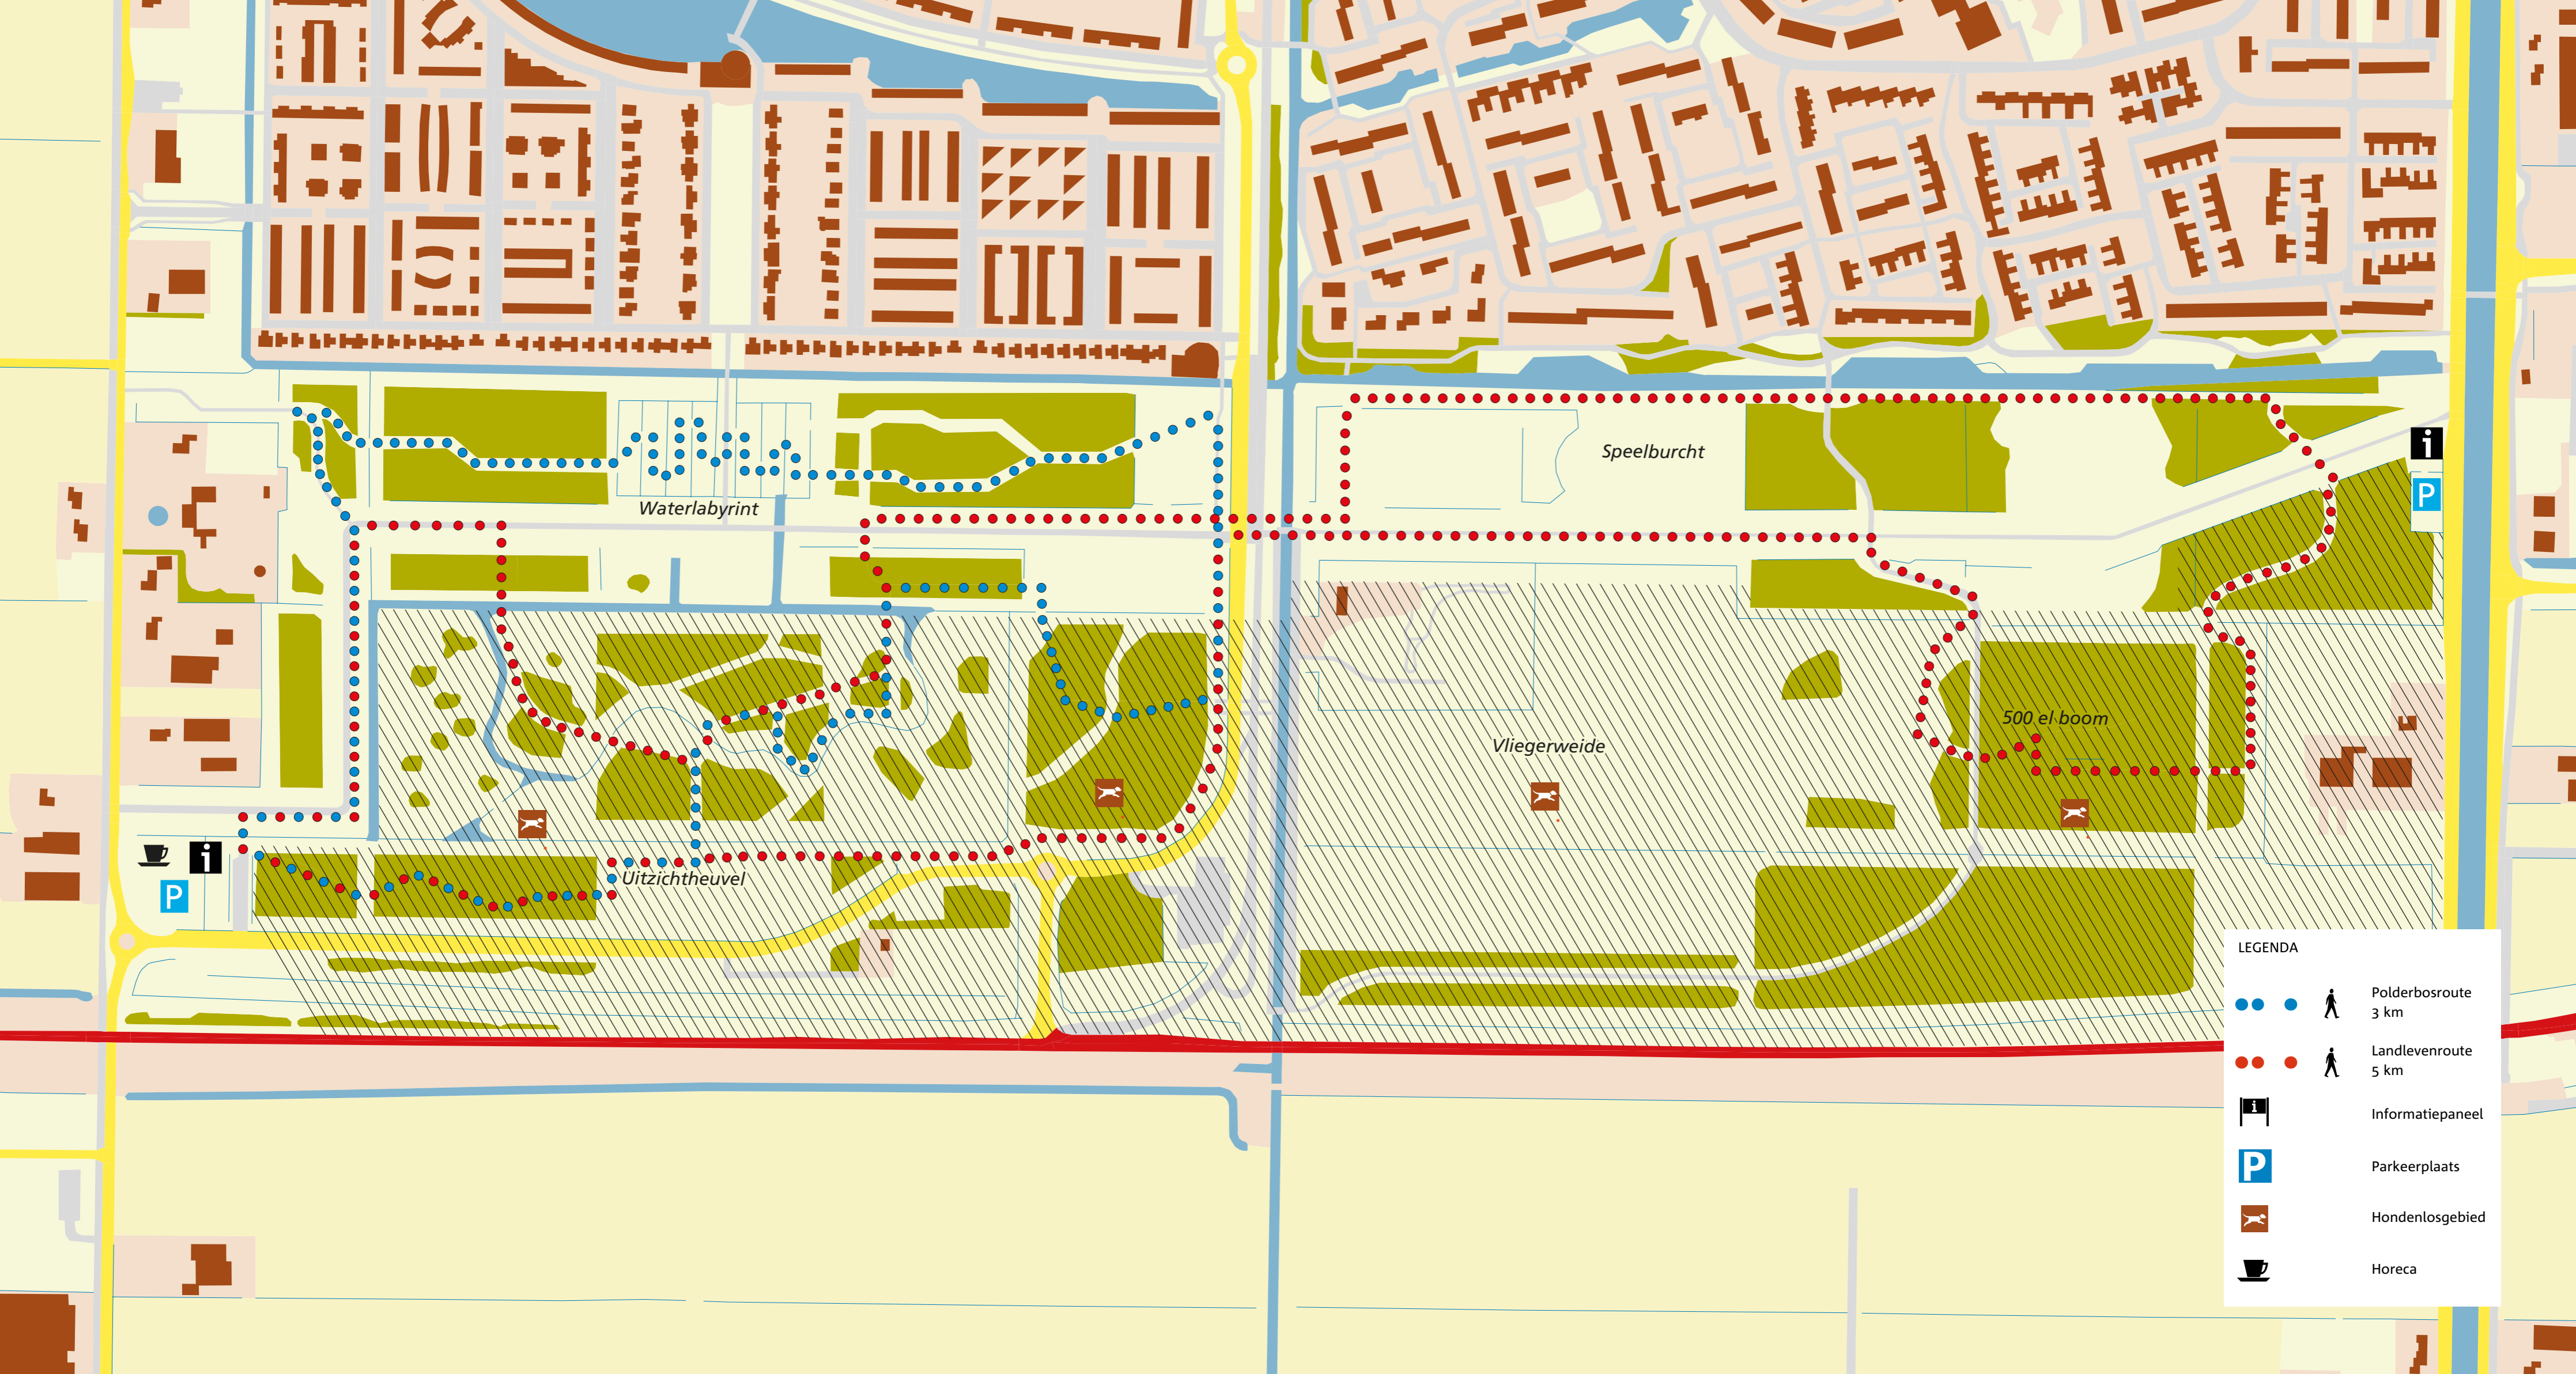 Speelburcht
i
P
Waterlabyrint
500 el boom
Vliegerweide
i
P
Uitzichtheuvel
LEGENDA
Polderbosroute
3 km
Landlevenroute
5 km
i
Informatiepaneel
P
Parkeerplaats
Hondenlosgebied
Horeca